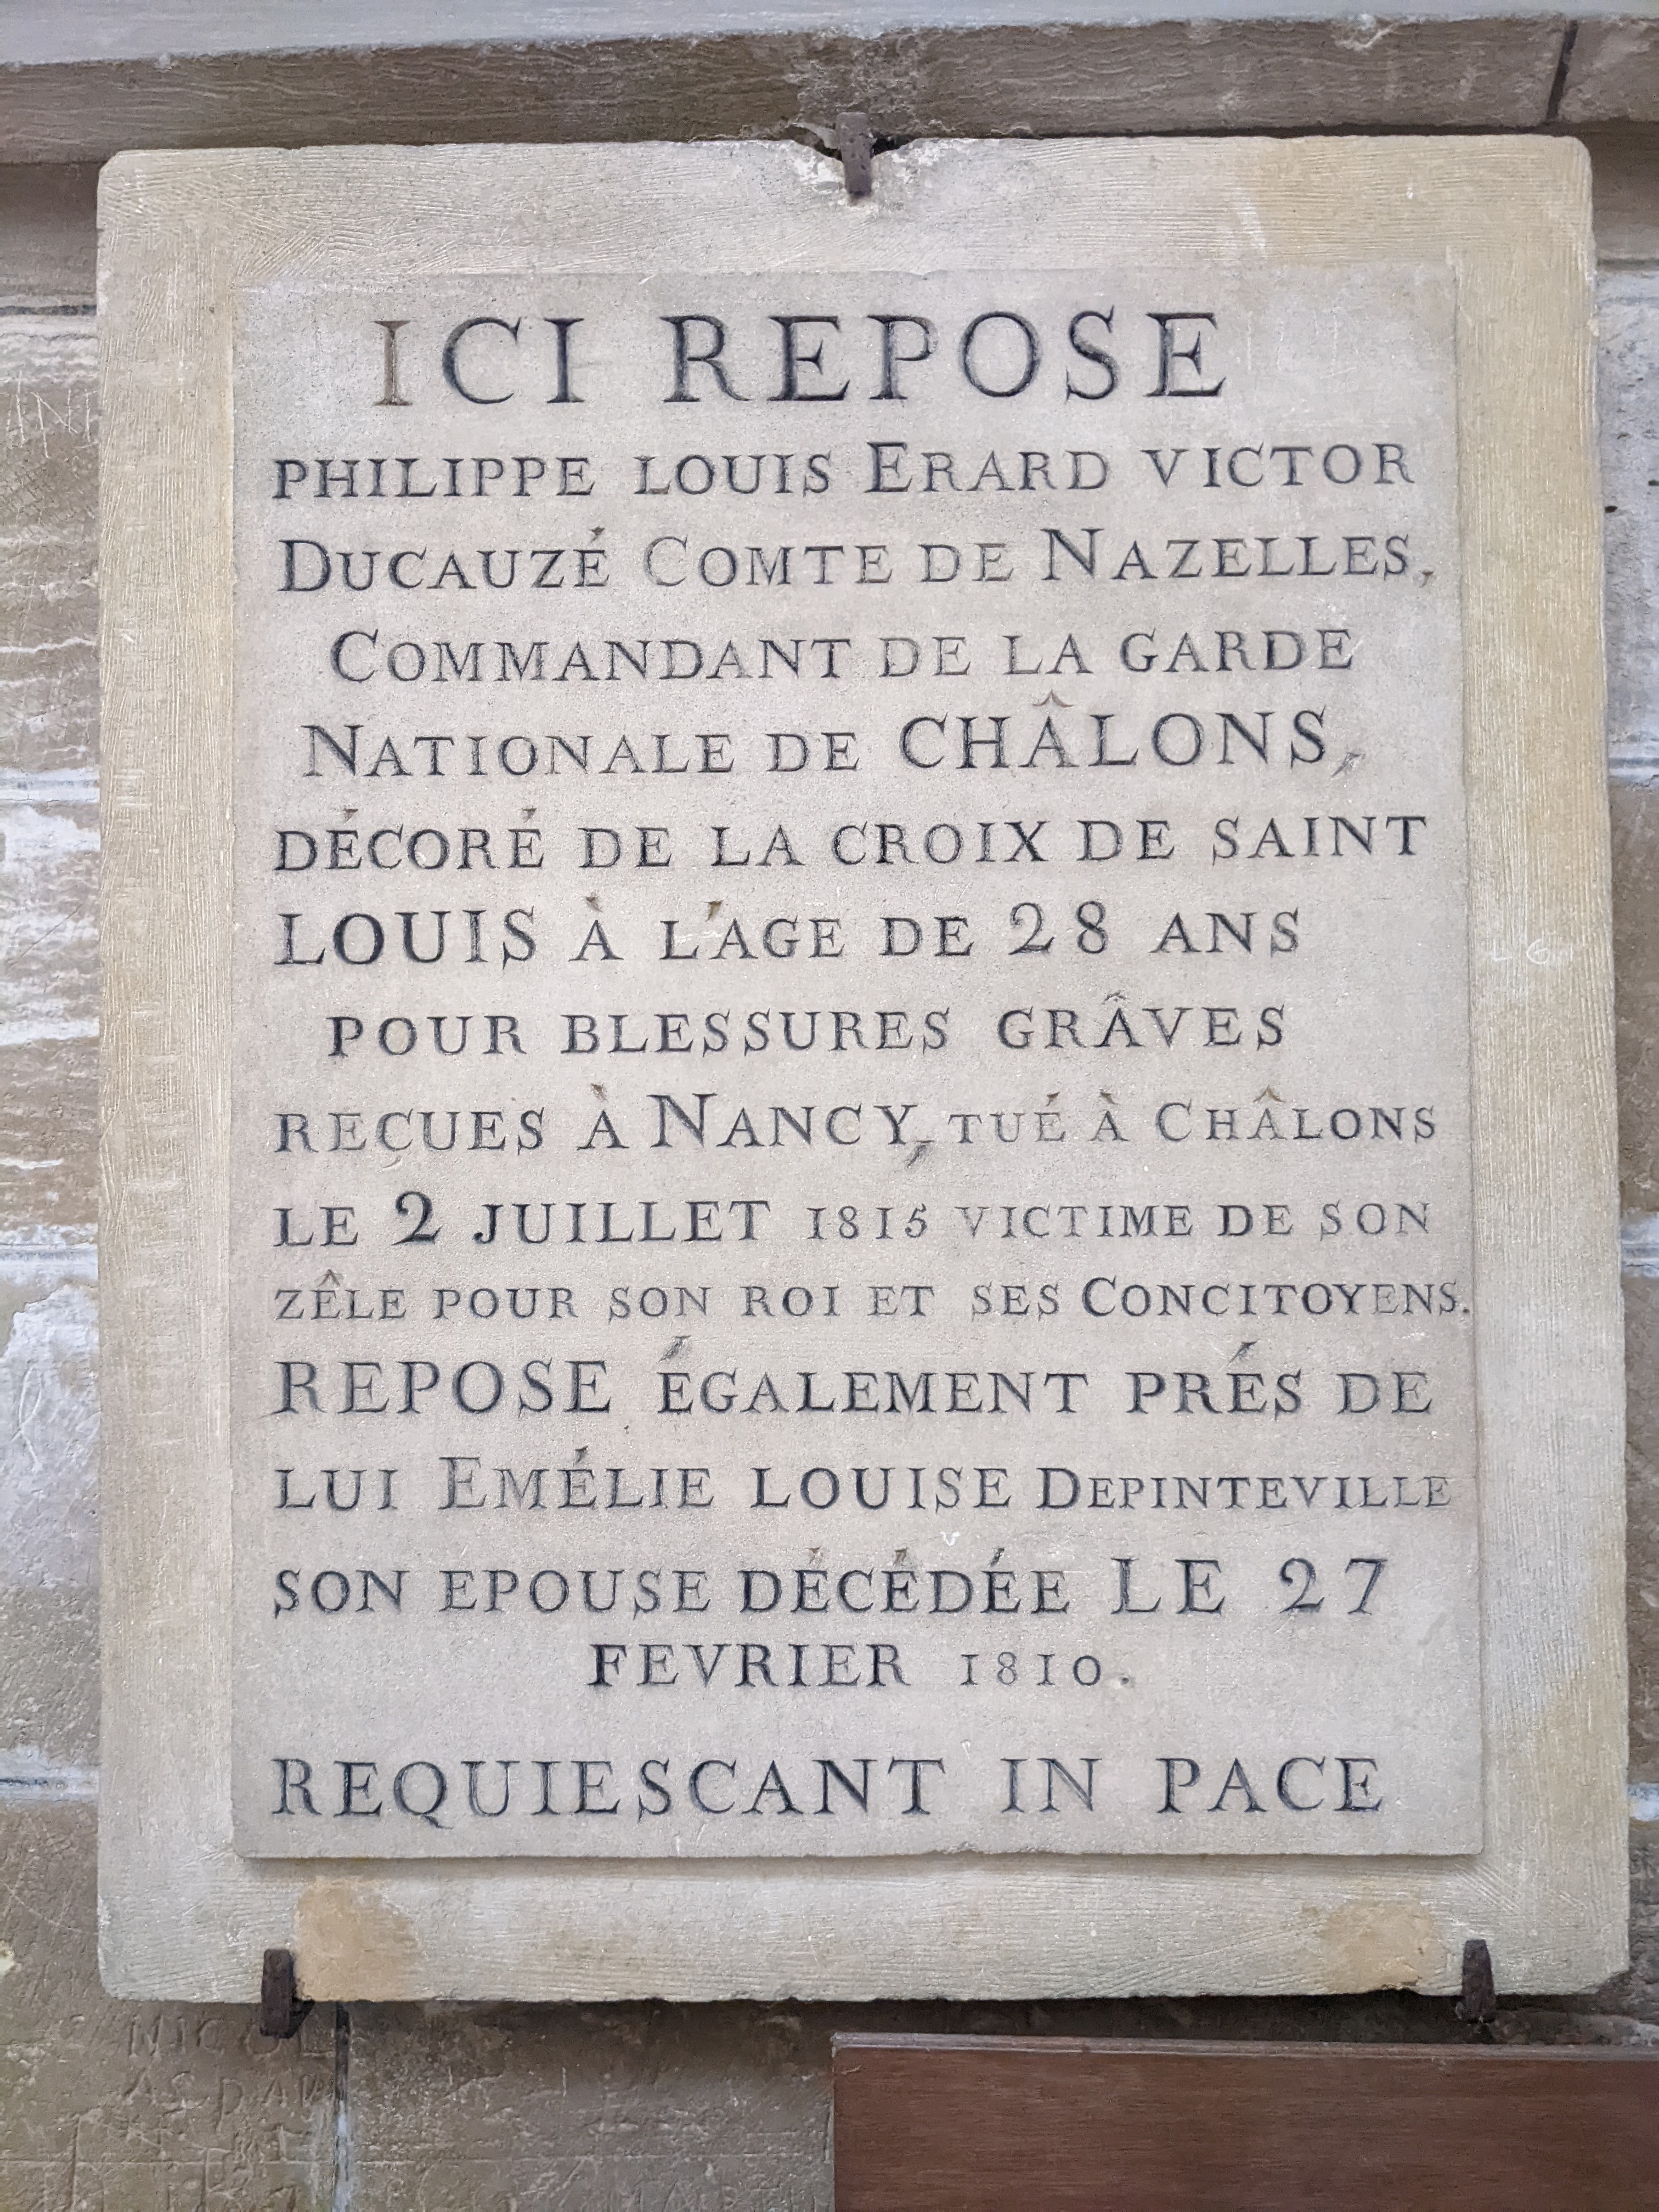 ICI REPOSE
PHILIPPE LOUIS ERARD VICTOR
DUCAUZÉ COMTE DE NAZELLES,
COMMANDANT DE LA GARDE
NATIONALE DE CHÂLONS,
DÉCORÉ DE LA CROIX DE SAINT
LOUIS À L'AGE DE 28 ANS
POUR BLESSURES GRÂVES
REÇUES À NANCY, TUÉ À CHÂLONS
LE 2 JUILLET 1815 VICTIME DE SON
ZÊLE POUR SON ROI ET SES CONCITOYENS.
REPOSE ÉGALEMENT PRÉS DE
LUI EMÉLIE LOUISE DEPINTEVILLE
SON EPOUSE DÉCÉDÉE LE 27
FEVRIER 1810.
REQUIESCANT IN PACE
NICOL